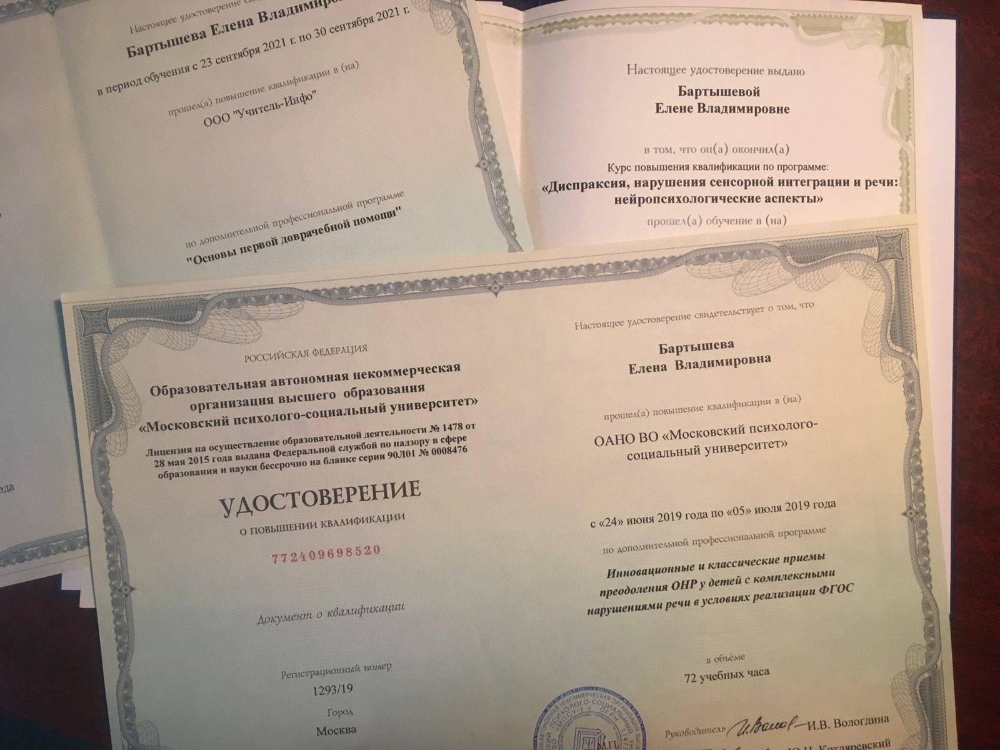 Настоящее удостоверение
Бартышева Елена
в период обучения с 23 сентября 2021 г. по 30 сентября 2021 г.
прошел(а) повышение квалификации в (на)
ООО "Учитель-Инфо"
по дополнительной профессиональной программе
"Основы первой доврачебной помощи"
Настоящее удостоверение выдано
Бартышевой
Елене Владимировне
в том, что он(а) окончил(а)
Курс повышения квалификации по программе:
«Диспраксия, нарушения сенсорной интеграции и речи:
нейропсихологические аспекты»
прошел(а) обучение в (на)
РОССИЙСКАЯ ФЕДЕРАЦИЯ
Образовательная автономная некоммерческая
организация высшего образования
«Московский психолого-социальный университет»
Лицензия на осуществление образовательной деятельности № 1478 от
28 мая 2015 года выдана Федеральной службой по надзору в сфере
образования и науки бессрочно на бланке серии 90Л01 № 0008476
УДОСТОВЕРЕНИЕ
О ПОВЫШЕНИИ КВАЛИФИКАЦИИ
772409698520
Документ о квалификации
Регистрационный номер
1293/19
Город
Москва
Настоящее удостоверение свидетельствует о том, что
Бартышева
Елена Владимировна
прошел(а) повышение квалификации в (на)
ОАНО ВО «Московский психолого-
социальный университет»
с «24» июня 2019 года по «05» июля 2019 года
по дополнительной профессиональной программе
Инновационные и классические приемы
преодоления ОНР у детей с комплексными
нарушениями речи в условиях реализации ФГОС
в объёме
72 учебных часа
М.П.
Руководитель И.В. Вологдина
Котляревский